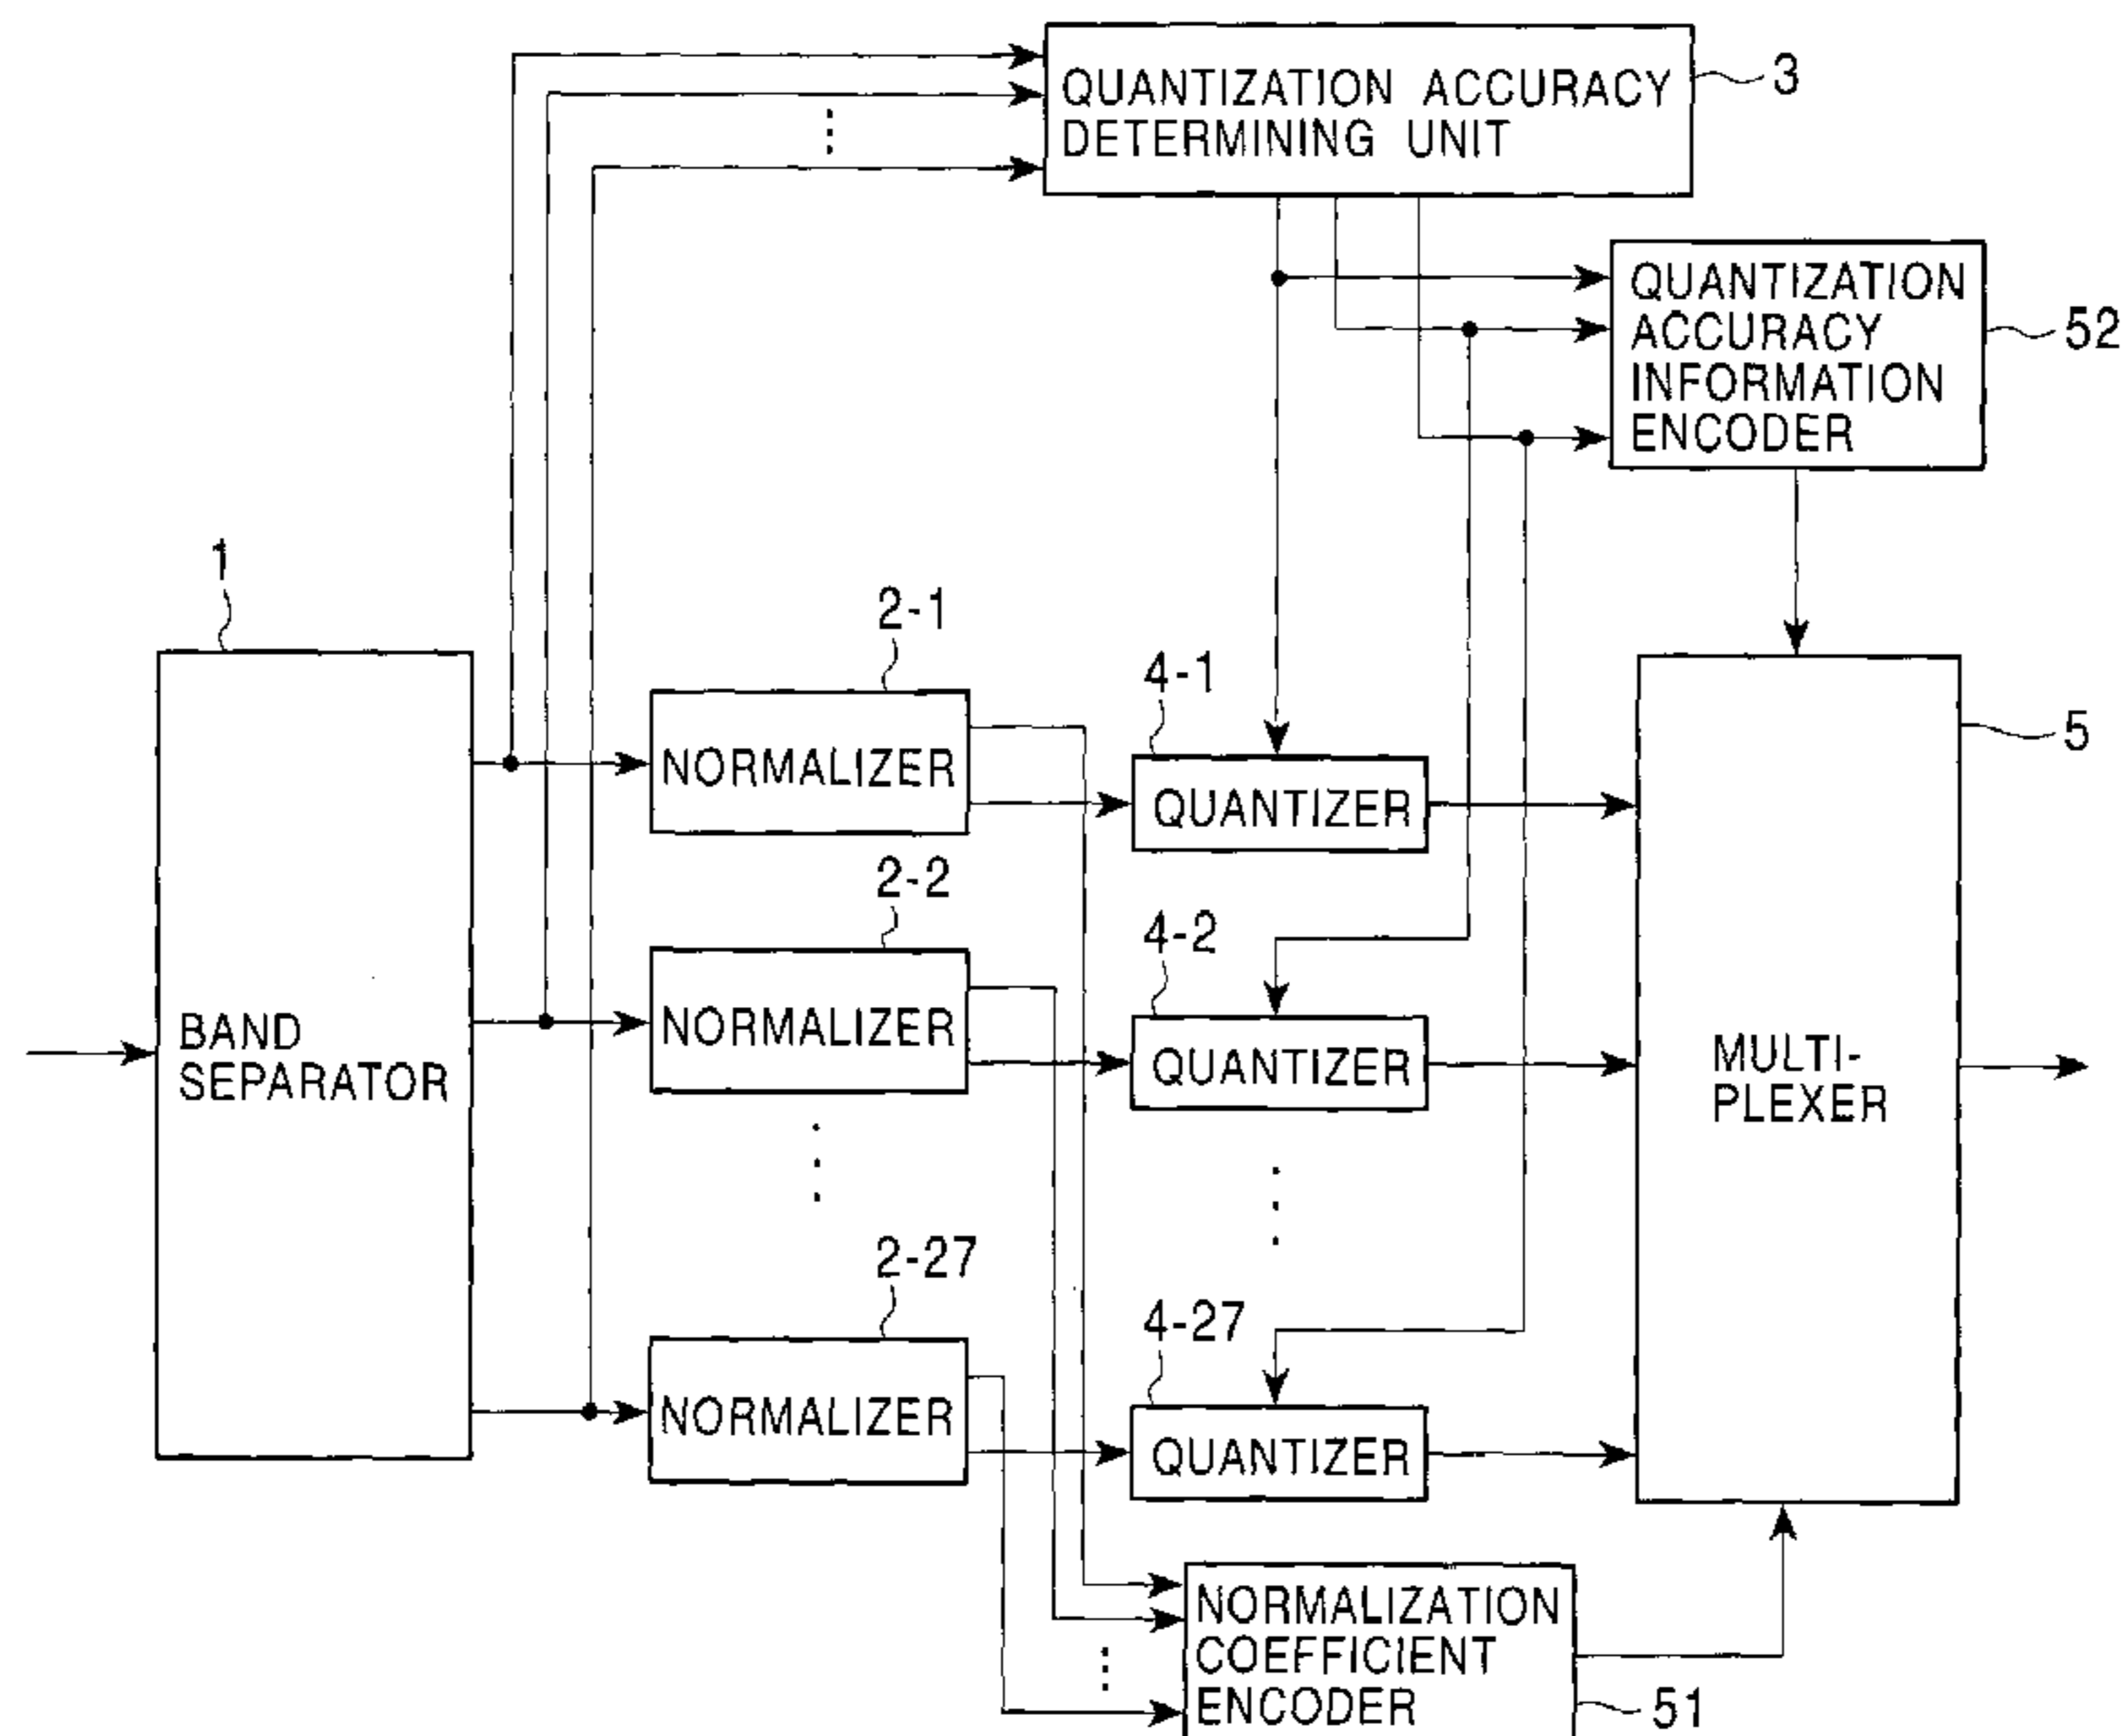 QUANTIZATION ACCURACY
DETERMINING UNIT
3
QUANTIZATION
ACCURACY
INFORMATION
ENCODER
52
1
BAND
SEPARATOR
2-1
NORMALIZER
4-1
QUANTIZER
5
MULTI-
PLEXER
2-2
NORMALIZER
4-2
QUANTIZER
2-27
NORMALIZER
4-27
QUANTIZER
NORMALIZATION
COEFFICIENT
ENCODER
51